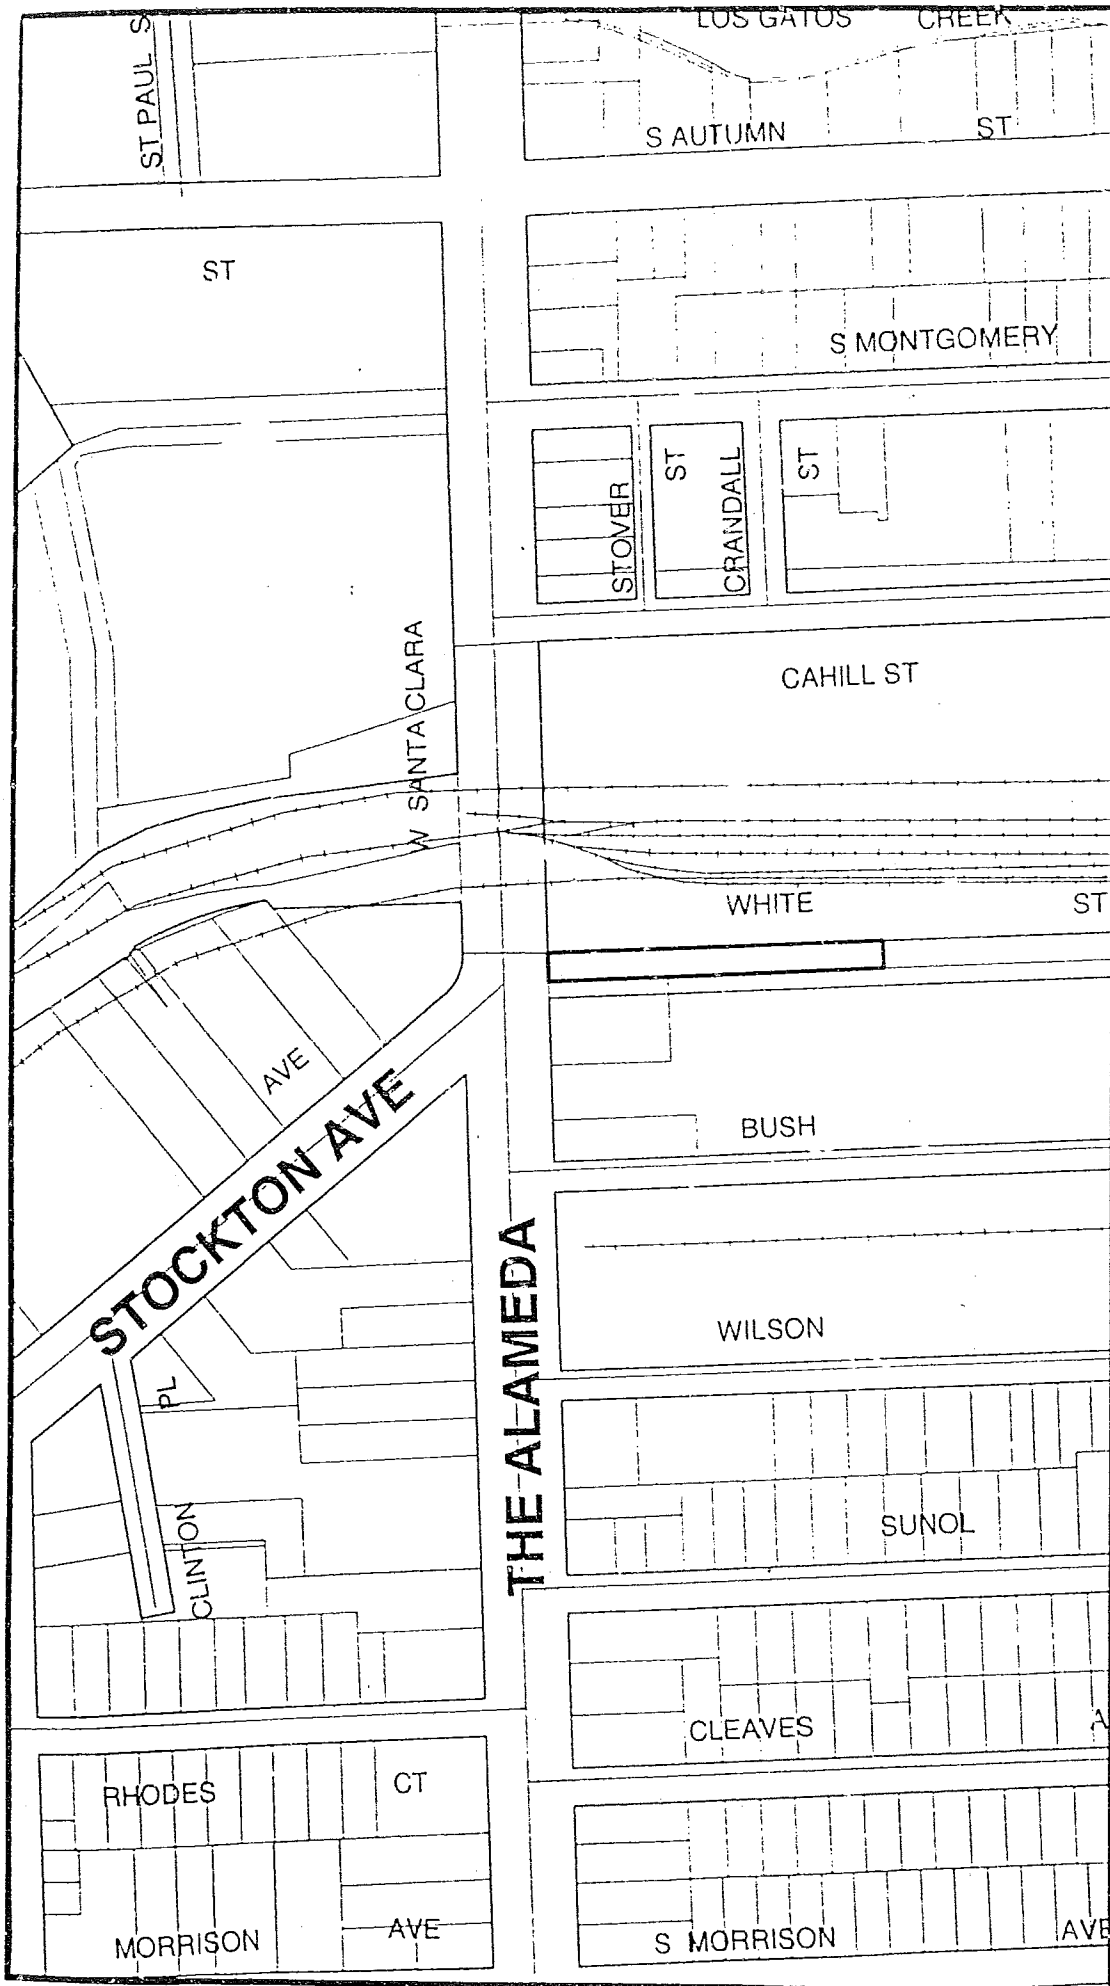 LOS GATOS CREEK
ST PAUL S
S AUTUMN ST
ST
S MONTGOMERY
STOVER ST
CRANDALL ST
W SANTA CLARA
CAHILL ST
WHITE ST
AVE
STOCKTON AVE
BUSH
THE ALAMEDA
WILSON
CLINTON PL
SUNOL
CLEAVES A
RHODES CT
MORRISON AVE
S MORRISON AVE